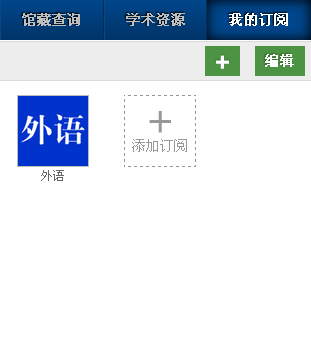 馆藏查询 学术资源 我的订阅
+ 编辑
外语
+
添加订阅
外语